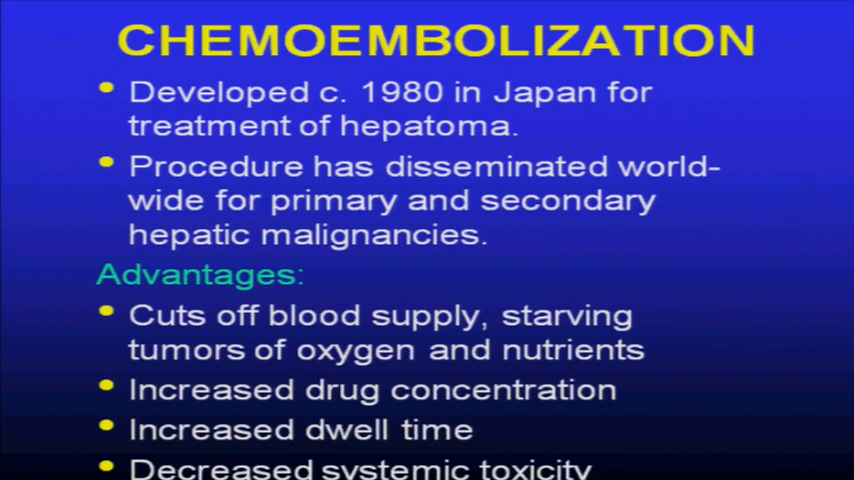 CHEMOEMBOLIZATION
• Developed c. 1980 in Japan for
treatment of hepatoma.
• Procedure has disseminated world-
wide for primary and secondary
hepatic malignancies.
Advantages:
• Cuts off blood supply, starving
tumors of oxygen and nutrients
• Increased drug concentration
• Increased dwell time
• Decreased systemic toxicity